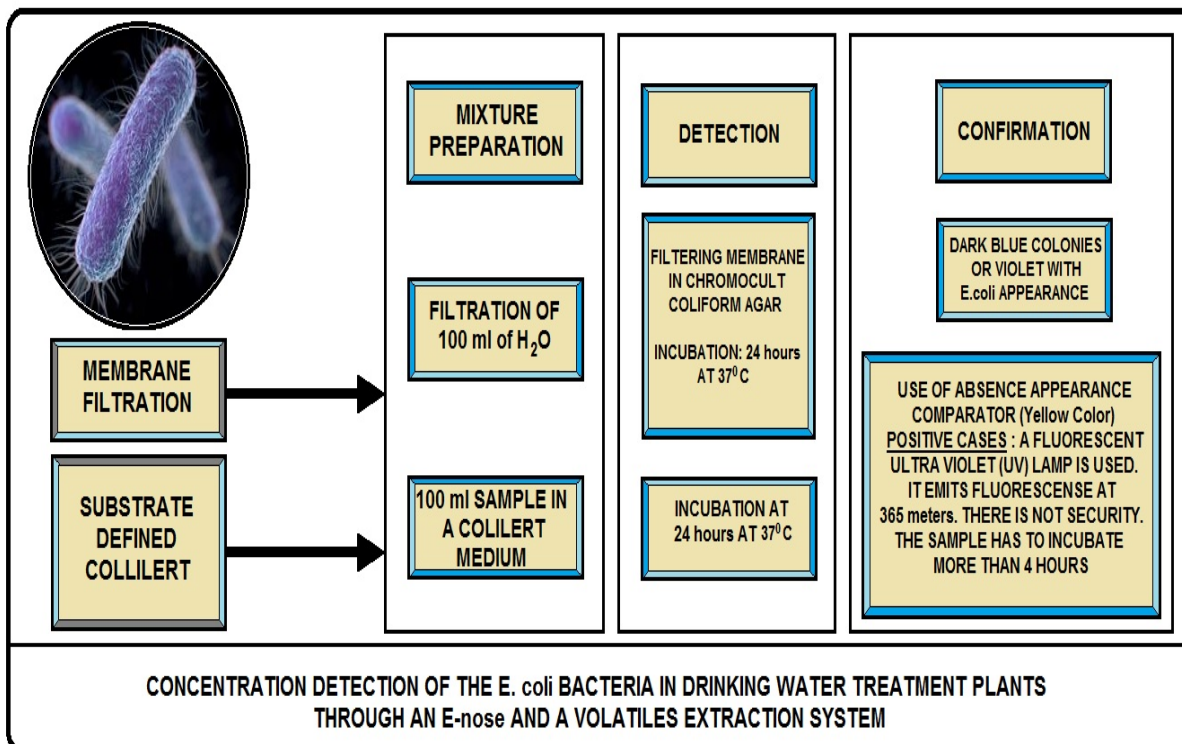 MIXTURE
PREPARATION
DETECTION
CONFIRMATION
MEMBRANE
FILTRATION
FILTRATION OF
100 ml of H₂O
FILTERING MEMBRANE
IN CHROMOCULT
COLIFORM AGAR
INCUBATION: 24 hours
AT 37⁰ C
DARK BLUE COLONIES
OR VIOLET WITH
E.coli APPEARANCE
SUBSTRATE
DEFINED
COLLILERT
100 ml SAMPLE IN
A COLILERT
MEDIUM
INCUBATION AT
24 hours AT 37⁰ C
USE OF ABSENCE APPEARANCE
COMPARATOR (Yellow Color)
POSITIVE CASES : A FLUORESCENT
ULTRA VIOLET (UV) LAMP IS USED.
IT EMITS FLUORESCENSE AT
365 meters. THERE IS NOT SECURITY.
THE SAMPLE HAS TO INCUBATE
MORE THAN 4 HOURS
CONCENTRATION DETECTION OF THE E. coli BACTERIA IN DRINKING WATER TREATMENT PLANTS
THROUGH AN E-nose AND A VOLATILES EXTRACTION SYSTEM